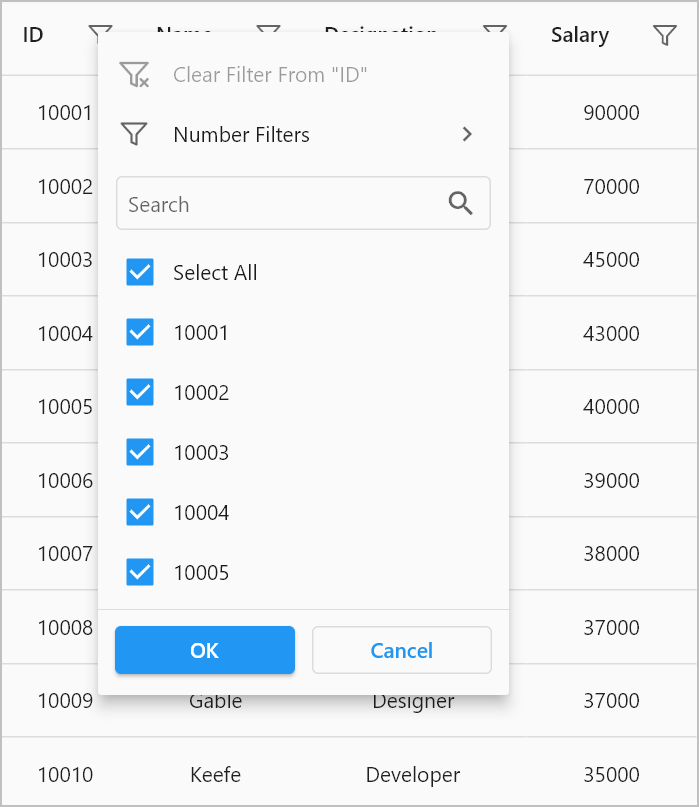 ID Name Designation Salary
Clear Filter From "ID"
Number Filters
Search
Select All
10001
10002
10003
10004
10005
OK Cancel
10001 90000
10002 70000
10003 45000
10004 43000
10005 40000
10006 39000
10007 38000
10008 37000
10009 Gable Designer 37000
10010 Keefe Developer 35000